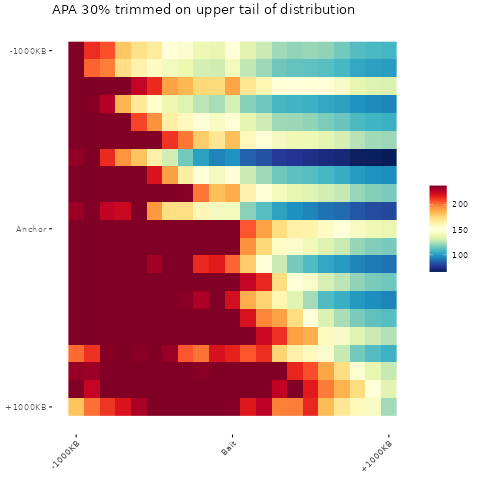 APA 30% trimmed on upper tail of distribution
-1000KB
Anchor
+1000KB
200
150
100
-1000KB
Bait
+1000KB